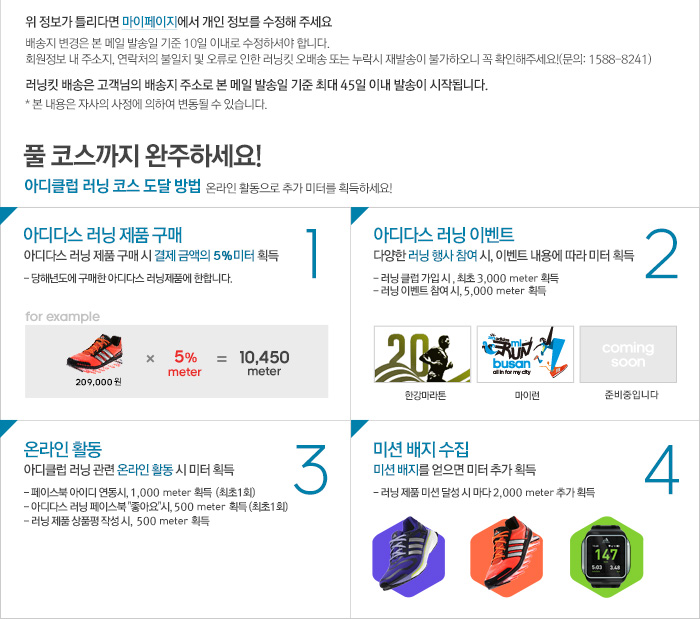 위 정보가 틀리다면 마이페이지에서 개인 정보를 수정해 주세요
배송지 변경은 본 메일 발송일 기준 10일 이내로 수정하셔야 합니다.
회원정보 내 주소지, 연락처의 불일치 및 오류로 인한 러닝킷 오배송 또는 누락시 재발송이 불가하오니 꼭 확인해주세요!(문의: 1588-8241)
러닝킷 배송은 고객님의 배송지 주소로 본 메일 발송일 기준 최대 45일 이내 발송이 시작됩니다.
* 본 내용은 자사의 사정에 의하여 변동될 수 있습니다.
풀 코스까지 완주하세요!
아디클럽 러닝 코스 도달 방법 온라인 활동으로 추가 미터를 획득하세요!
아디다스 러닝 제품 구매
1
아디다스 러닝 제품 구매 시 결제 금액의 5%미터 획득
- 당해년도에 구매한 아디다스 러닝제품에 한합니다.
for example
209,000원
× 5% meter = 10,450 meter
아디다스 러닝 이벤트
2
다양한 러닝 행사 참여 시, 이벤트 내용에 따라 미터 획득
- 러닝 클럽 가입 시, 최초 3,000 meter 획득
- 러닝 이벤트 참여 시, 5,000 meter 획득
20
한강마라톤
mi
RUN
busan
all in for my city
마이런
coming
soon
준비중입니다
온라인 활동
3
아디클럽 러닝 관련 온라인 활동 시 미터 획득
- 페이스북 아이디 연동시, 1,000 meter 획득 (최초1회)
- 아디다스 러닝 페이스북 "좋아요"시, 500 meter 획득 (최초1회)
- 러닝 제품 상품평 작성 시, 500 meter 획득
미션 배지 수집
4
미션 배지를 얻으면 미터 추가 획득
- 러닝 제품 미션 달성 시 마다 2,000 meter 추가 획득
147
5.03 3.48